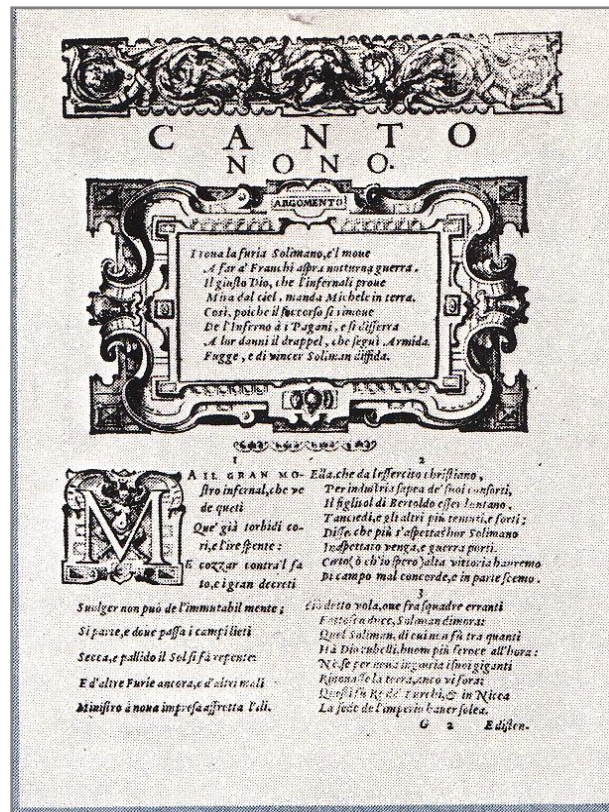 CANTO
NONO.
ARGOMENTO
Troua la furia Solimano, e'l moue
A far a' Franchi aspra notturna guerra.
Il giusto Dio, che l'infernali proue
Mira dal ciel, manda Michele in terra.
Così, poiche il soccorso si rimoue
De l'Inferno à i Pagani, e si disserra
A lor danni il drappel, che seguì Armida.
Fugge, e di vincer Soliman diffida.
1
MA IL GRAN MO-
stro infernal, che ve
de queti
Que' già torbidi co-
ri, e l'ire spente:
E cozzar contra'l fa
to, e i gran decreti
Suolger non può de l'immutabil mente;
Si parte, e doue passa i campi lieti
Secca, e pallido il Sol si fà repente:
E d'altre Furie ancora, e d'altri mali
Ministro à noua impresa affretta l'ali.
2
Ella, che da l'essercito christiano,
Per industria sapea de' suoi consorti,
Il figliuol di Bertoldo esser lontano,
Tancredi, e gli altri più temuti, e forti;
Disse, che più s'aspetta? hor Solimano
Inaspettato venga, e guerra porti.
Certo (ò ch'io spero) alta vittoria hauremo
Di campo mal concorde, e in parte scemo.
3
Ciò detto vola, oue fra squadre erranti
Fattosen duce, Soliman dimora:
Quel Soliman, di cui nõ fù tra quanti
Hà Dio rubelli, huom più feroce all'hora:
Nè se per noua ingiuria i suoi giganti
Rinouasse la terra, anco vi fora;
Questi fù Rè de' Turchi, & in Nicea
La sede de l'imperio hauer solea.
G 2 E disten-